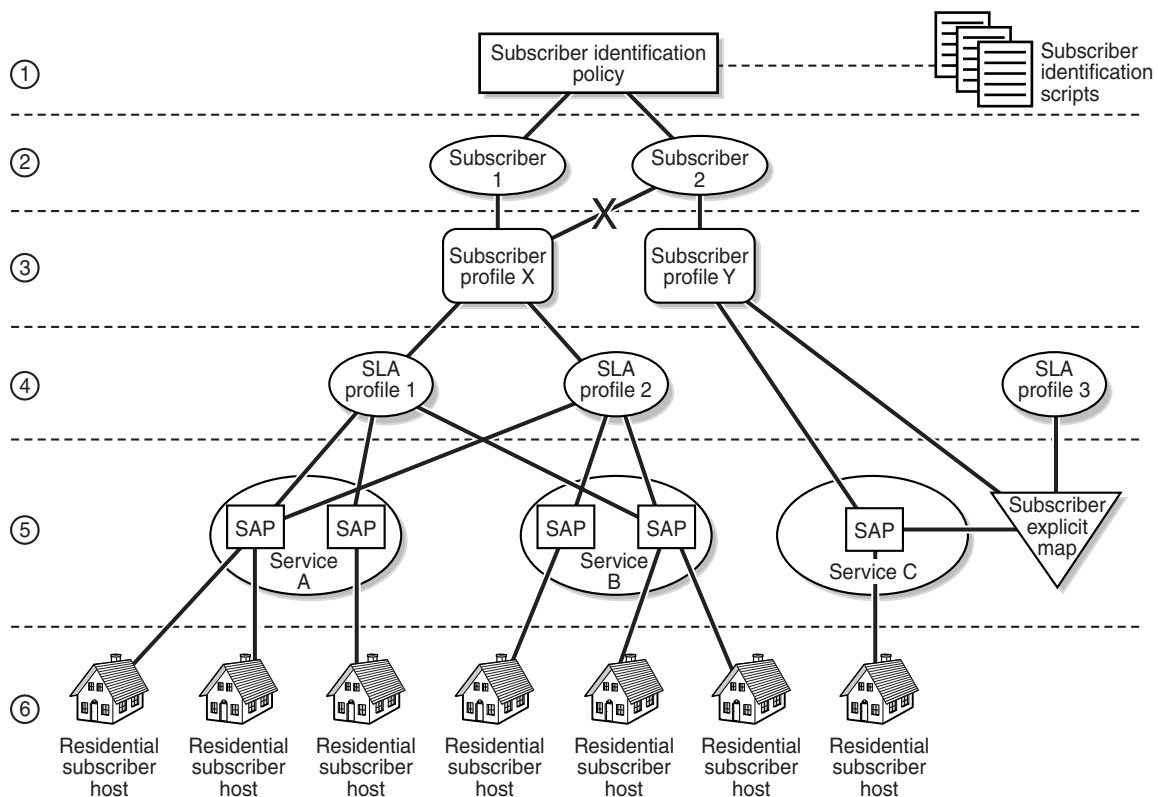 Subscriber identification
policy
Subscriber
identification
scripts
1
Subscriber
1
Subscriber
2
2
X
Subscriber
profile X
Subscriber
profile Y
3
SLA
profile 1
SLA
profile 2
SLA
profile 3
4
SAP
SAP
Service
A
SAP
SAP
Service
B
SAP
Service C
Subscriber
explicit
map
5
6
Residential
subscriber
host
Residential
subscriber
host
Residential
subscriber
host
Residential
subscriber
host
Residential
subscriber
host
Residential
subscriber
host
Residential
subscriber
host